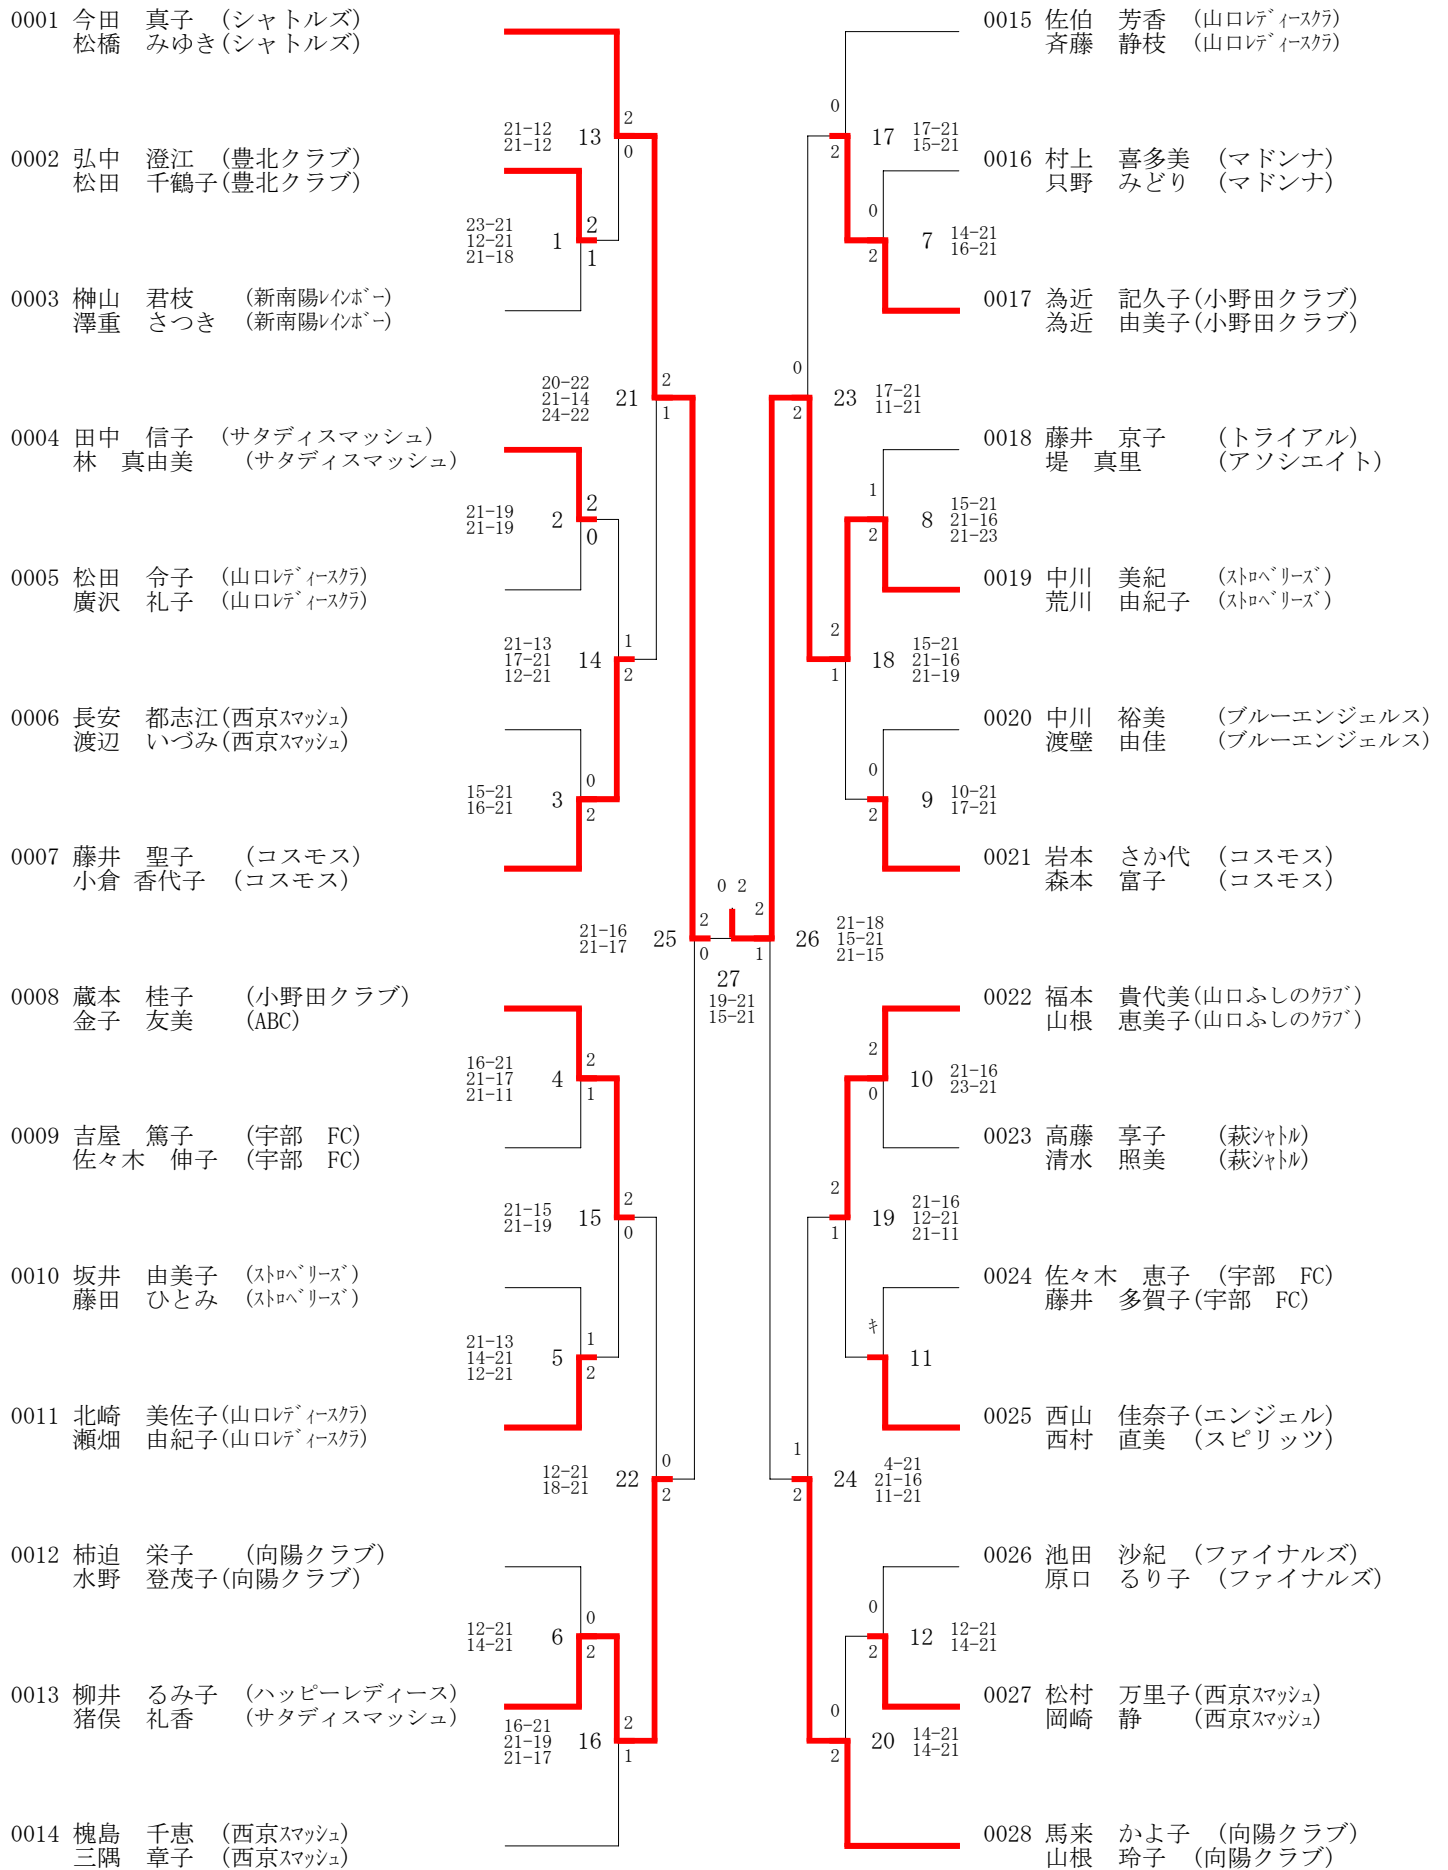 0001 今田　真子　(シャトルズ)
松橋　みゆき(シャトルズ)
21-12
21-12
13
2
0
0002 弘中　澄江　(豊北クラブ)
松田　千鶴子(豊北クラブ)
23-21
12-21
21-18
1
2
1
0003 榊山　君枝　　(新南陽ﾚｲﾝﾎﾞｰ)
澤重　さつき　(新南陽ﾚｲﾝﾎﾞｰ)
20-22
21-14
24-22
21
2
1
0004 田中　信子　(サタディスマッシュ)
林　真由美　　(サタディスマッシュ)
21-19
21-19
2
2
0
0005 松田　令子　(山口ﾚﾃﾞｨｰｽｸﾗ)
廣沢　礼子　(山口ﾚﾃﾞｨｰｽｸﾗ)
21-13
17-21
12-21
14
1
2
0006 長安　都志江(西京ｽﾏｯｼｭ)
渡辺　いづみ(西京ｽﾏｯｼｭ)
15-21
16-21
3
0
2
0007 藤井　聖子　　(コスモス)
小倉 香代子　(コスモス)
21-16
21-17
25
2
0
0008 蔵本　桂子　　(小野田クラブ)
金子　友美　　(ABC)
16-21
21-17
21-11
4
2
1
0009 吉屋　篤子　　(宇部　FC)
佐々木　伸子　(宇部　FC)
21-15
21-19
15
2
0
0010 坂井　由美子　(ｽﾄﾛﾍﾞﾘｰｽﾞ)
藤田　ひとみ　(ｽﾄﾛﾍﾞﾘｰｽﾞ)
21-13
14-21
12-21
5
1
2
0011 北崎　美佐子(山口ﾚﾃﾞｨｰｽｸﾗ)
瀬畑　由紀子(山口ﾚﾃﾞｨｰｽｸﾗ)
12-21
18-21
22
0
2
0012 柿迫　栄子　　(向陽クラブ)
水野　登茂子(向陽クラブ)
12-21
14-21
6
0
2
0013 柳井　るみ子　(ハッピーレディース)
猪俣　礼香　　(サタディスマッシュ)
16-21
21-19
21-17
16
2
1
0014 槐島　千恵　(西京ｽﾏｯｼｭ)
三隅　章子　(西京ｽﾏｯｼｭ)
0 2
27
19-21
15-21
0015 佐伯　芳香　(山口ﾚﾃﾞｨｰｽｸﾗ)
斉藤　静枝　(山口ﾚﾃﾞｨｰｽｸﾗ)
0
2
17
17-21
15-21
0016 村上　喜多美　(マドンナ)
只野　みどり　(マドンナ)
0
2
7
14-21
16-21
0017 為近　記久子(小野田クラブ)
為近　由美子(小野田クラブ)
0
2
23
17-21
11-21
0018 藤井　京子　　(トライアル)
堤　真里　　　(アソシエイト)
1
2
8
15-21
21-16
21-23
0019 中川　美紀　　(ｽﾄﾛﾍﾞﾘｰｽﾞ)
荒川　由紀子　(ｽﾄﾛﾍﾞﾘｰｽﾞ)
2
1
18
15-21
21-16
21-19
0020 中川　裕美　　(ブルーエンジェルス)
渡壁　由佳　　(ブルーエンジェルス)
0
2
9
10-21
17-21
0021 岩本　さか代　(コスモス)
森本　富子　　(コスモス)
2
1
26
21-18
15-21
21-15
0022 福本　貴代美(山口ふしのｸﾗﾌﾞ)
山根　恵美子(山口ふしのｸﾗﾌﾞ)
2
0
10
21-16
23-21
0023 高藤　享子　　(萩ｼｬﾄﾙ)
清水　照美　　(萩ｼｬﾄﾙ)
2
1
19
21-16
12-21
21-11
0024 佐々木　恵子　(宇部　FC)
藤井　多賀子(宇部　FC)
ｷ
11
0025 西山　佳奈子(エンジェル)
西村　直美　(スピリッツ)
1
2
24
4-21
21-16
11-21
0026 池田　沙紀　(ファイナルズ)
原口　るり子　(ファイナルズ)
0
2
12
12-21
14-21
0027 松村　万里子(西京ｽﾏｯｼｭ)
岡崎　静　　(西京ｽﾏｯｼｭ)
0
2
20
14-21
14-21
0028 馬来　かよ子　(向陽クラブ)
山根　玲子　(向陽クラブ)